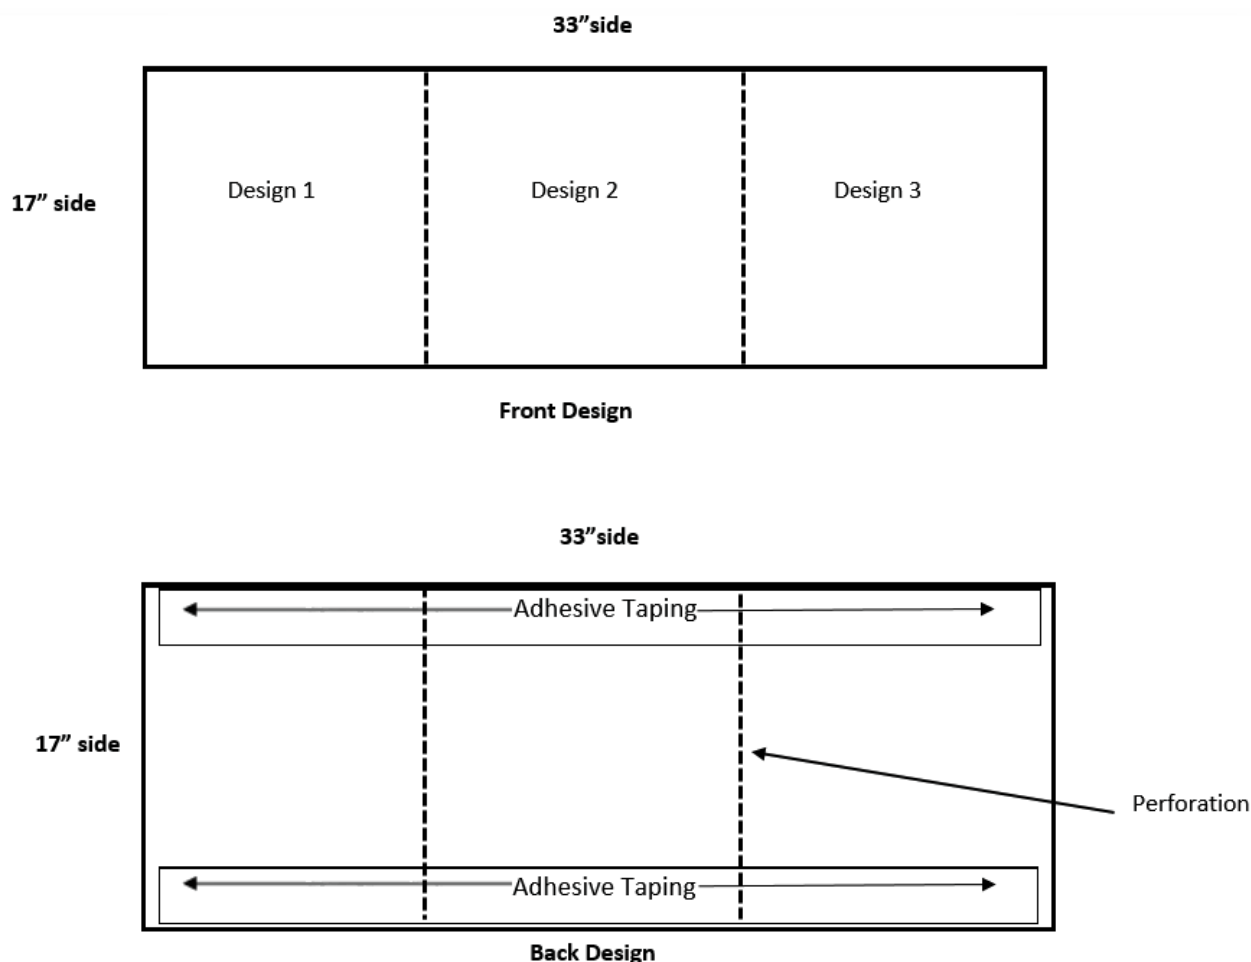 33”side
17” side
Design 1
Design 2
Design 3
Front Design
33”side
Adhesive Taping
17” side
Perforation
Adhesive Taping
Back Design